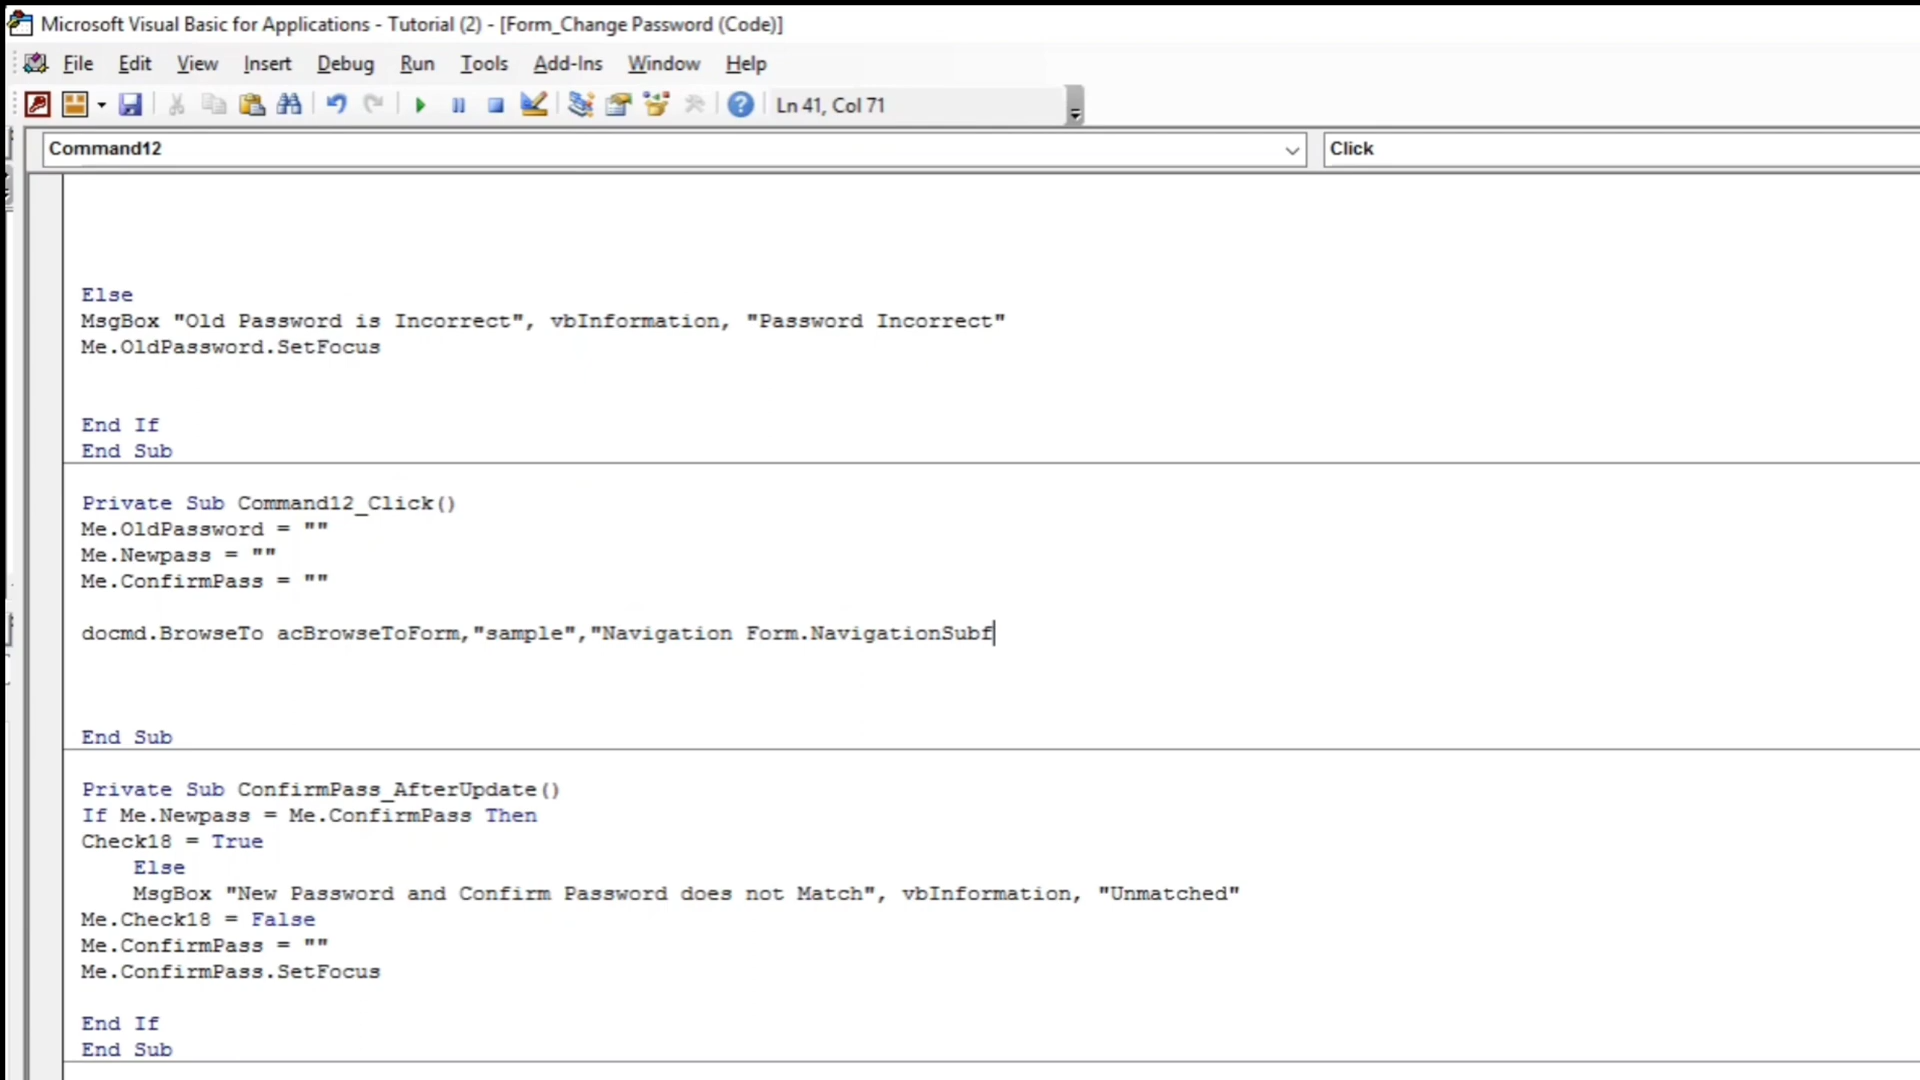 Microsoft Visual Basic for Applications - Tutorial (2) - [Form_Change Password (Code)]
File Edit View Insert Debug Run Tools Add-Ins Window Help
Ln 41, Col 71
Command12 Click
Else
MsgBox "Old Password is Incorrect", vbInformation, "Password Incorrect"
Me.OldPassword.SetFocus
End If
End Sub
Private Sub Command12_Click()
Me.OldPassword = ""
Me.Newpass = ""
Me.ConfirmPass = ""
docmd.BrowseTo acBrowseToForm,"sample","Navigation Form.NavigationSubf
End Sub
Private Sub ConfirmPass_AfterUpdate()
If Me.Newpass = Me.ConfirmPass Then
Check18 = True
Else
MsgBox "New Password and Confirm Password does not Match", vbInformation, "Unmatched"
Me.Check18 = False
Me.ConfirmPass = ""
Me.ConfirmPass.SetFocus
End If
End Sub